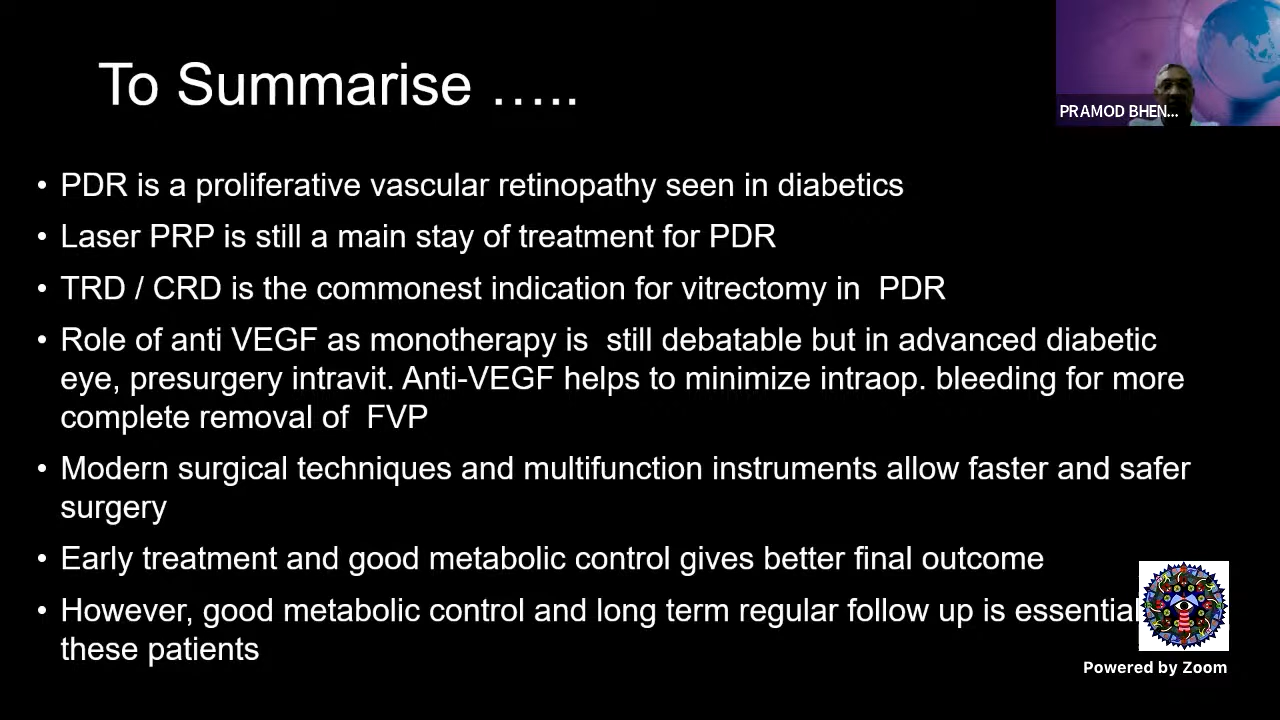 To Summarise …..
PRAMOD BHEN...
• PDR is a proliferative vascular retinopathy seen in diabetics
• Laser PRP is still a main stay of treatment for PDR
• TRD / CRD is the commonest indication for vitrectomy in  PDR
• Role of anti VEGF as monotherapy is  still debatable but in advanced diabetic
eye, presurgery intravit. Anti-VEGF helps to minimize intraop. bleeding for more
complete removal of  FVP
• Modern surgical techniques and multifunction instruments allow faster and safer
surgery
• Early treatment and good metabolic control gives better final outcome
• However, good metabolic control and long term regular follow up is essential
these patients
Powered by Zoom